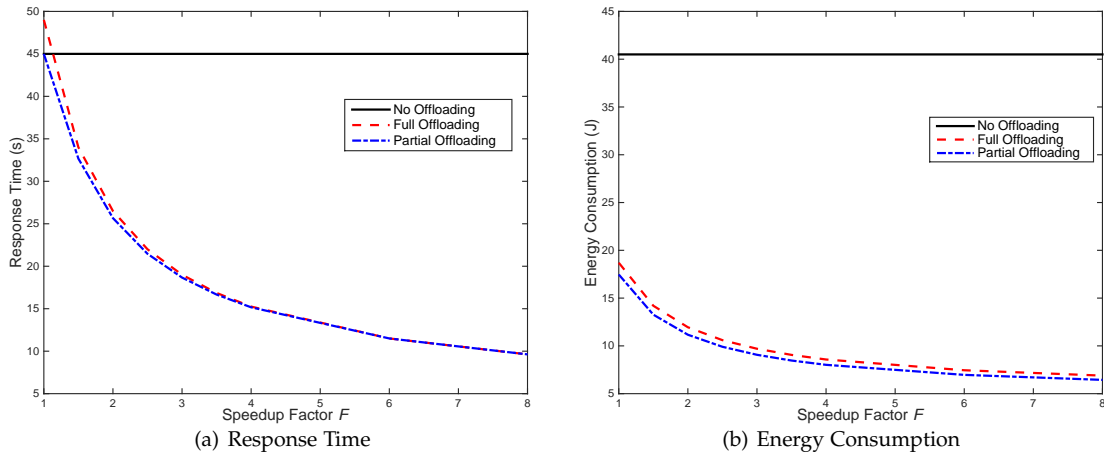 50
45
40
35
30
25
20
15
10
5
Response Time (s)
No Offloading
Full Offloading
Partial Offloading
1 2 3 4 5 6 7 8
Speedup Factor F
(a) Response Time
45
40
35
30
25
20
15
10
5
Energy Consumption (J)
No Offloading
Full Offloading
Partial Offloading
1 2 3 4 5 6 7 8
Speedup Factor F
(b) Energy Consumption